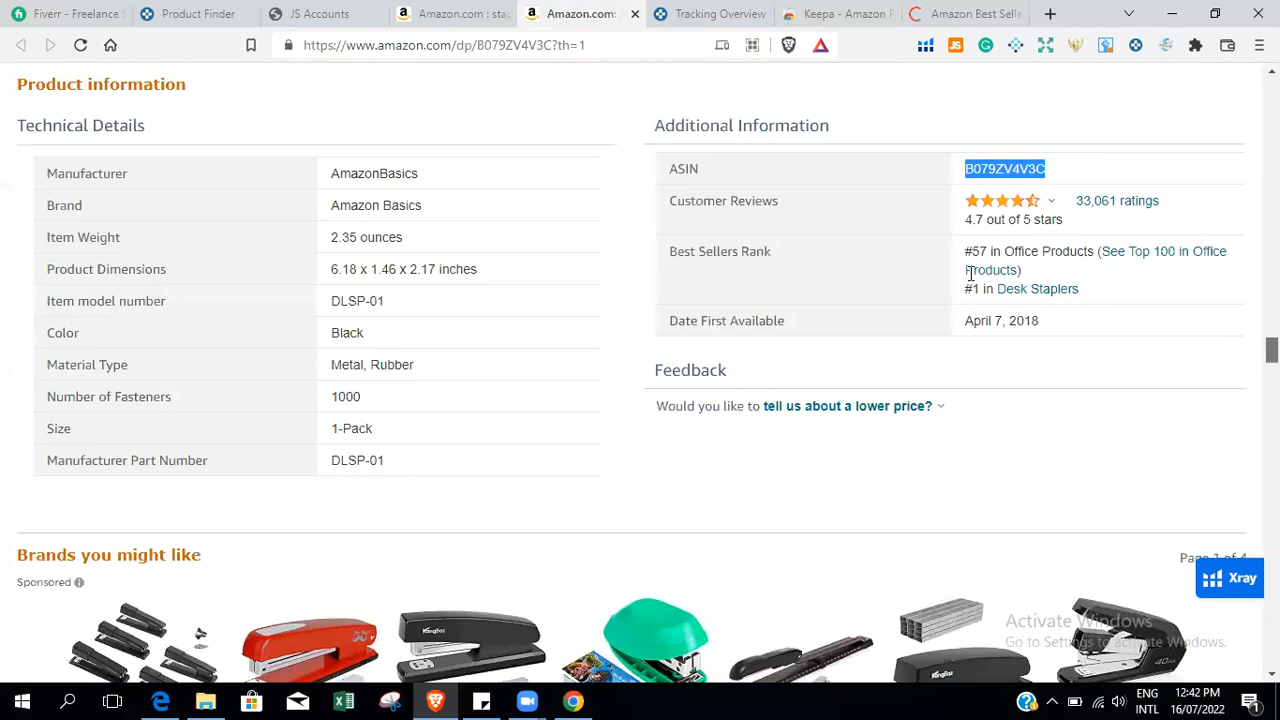 Fiverr - Freelance S
Product Finder
JS Accounts
Amazon.com : stap
Amazon.com:
Tracking Overview
Keepa - Amazon P
Amazon Best Selle
https://www.amazon.com/dp/B079ZV4V3C?th=1
Product information
Technical Details
Manufacturer AmazonBasics
Brand Amazon Basics
Item Weight 2.35 ounces
Product Dimensions 6.18 x 1.46 x 2.17 inches
Item model number DLSP-01
Color Black
Material Type Metal, Rubber
Number of Fasteners 1000
Size 1-Pack
Manufacturer Part Number DLSP-01
Additional Information
ASIN B079ZV4V3C
Customer Reviews 33,061 ratings
4.7 out of 5 stars
Best Sellers Rank #57 in Office Products (See Top 100 in Office
Products)
#1 in Desk Staplers
Date First Available April 7, 2018
Feedback
Would you like to tell us about a lower price?
Brands you might like
Page 1 of 4
Sponsored
Xray
Activate Windows
Go to Settings to activate Windows.
ENG
INTL
12:42 PM
16/07/2022